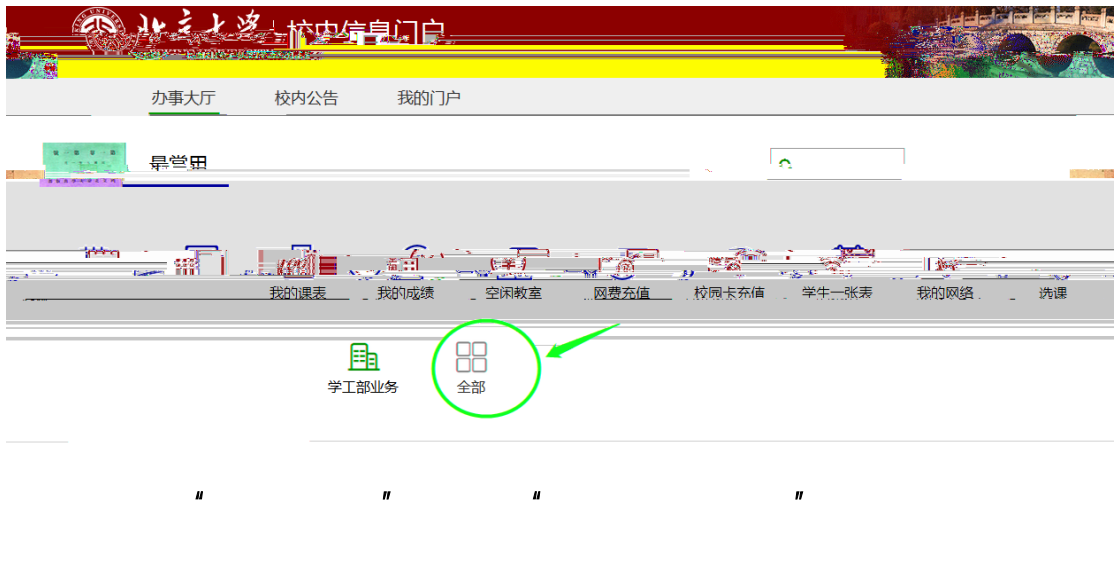 北京大学 校内信息门户
办事大厅 校内公告 我的门户
最常用
我的课表 我的成绩 空闲教室 网费充值 校园卡充值 学生一张表 我的网络 选课
学工部业务 全部
“ ” “ ”